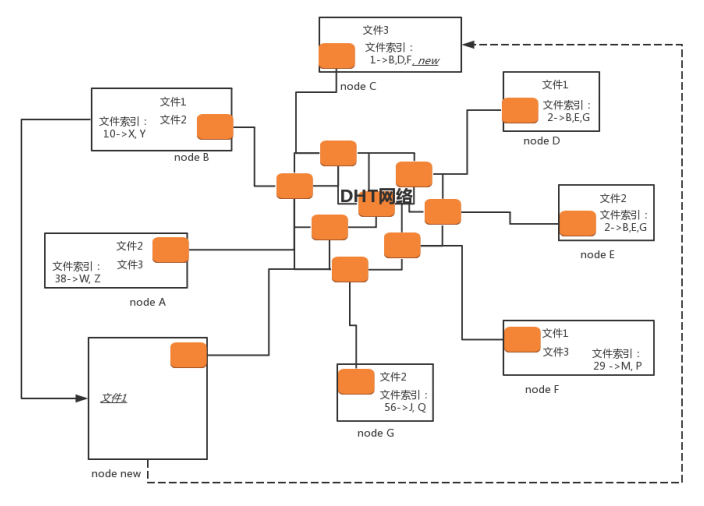 文件3
文件索引：
1->B,D,F, new
node C
文件1
文件索引：
文件2
10->X, Y
node B
文件1
文件索引：
2->B,E,G
node D
DHT网络
文件2
文件索引：
2->B,E,G
node E
文件2
文件索引：
文件3
38->W, Z
node A
文件1
文件3
文件索引：
29 ->M, P
node F
文件1
node new
文件2
文件索引：
56->J, Q
node G